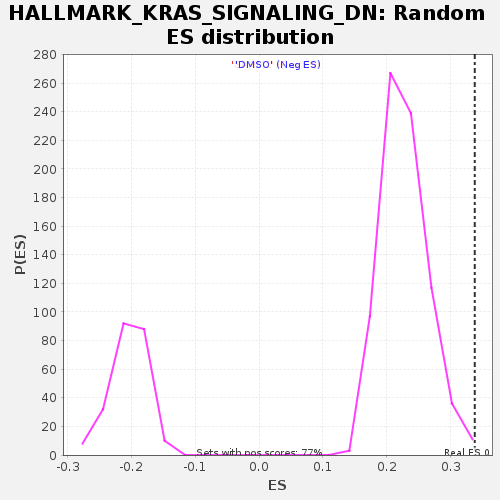 HALLMARK_KRAS_SIGNALING_DN: Random
ES distribution
''DMSO' (Neg ES)
280
260
240
220
200
180
160
140
120
100
80
60
40
20
0
P(ES)
Sets with pos scores: 77%
Real ES 0
-0.3 -0.2 -0.1 0.0 0.1 0.2 0.3
ES